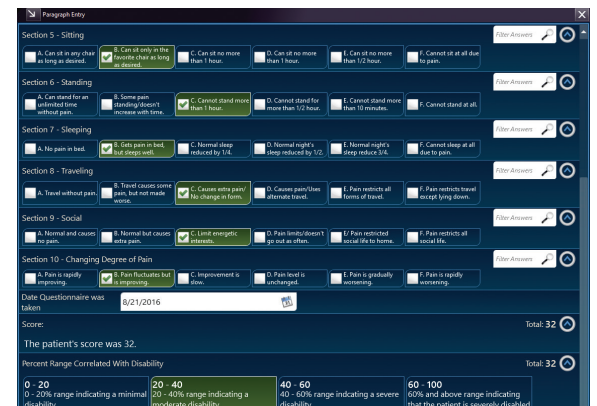 Paragraph Entry
X
Section 5 - Sitting
Filter Answers
A. Can sit in any chair
as long as desired.
B. Can sit only in the
favorite chair as long
as desired.
C. Can sit no more
than 1 hour.
D. Can sit no more
than 1 hour.
E. Can sit no more
than 1/2 hour.
F. Cannot sit at all due
to pain.
Section 6 - Standing
Filter Answers
A. Can stand for an
unlimited time
without pain.
B. Some pain
standing/doesn't
increase with time.
C. Cannot stand more
than 1 hour.
D. Cannot stand for
more than 1/2 hour.
E. Cannot stand more
than 10 minutes.
F. Cannot stand at all.
Section 7 - Sleeping
Filter Answers
A. No pain in bed.
B. Gets pain in bed,
but sleeps well.
C. Normal sleep
reduced by 1/4.
D. Normal night's
sleep reduced by 1/2.
E. Normal night's
sleep reduce 3/4.
F. Cannot sleep at all
due to pain.
Section 8 - Traveling
Filter Answers
A. Travel without pain.
B. Travel causes some
pain, but not made
worse.
C. Causes extra pain/
No change in form.
D. Causes pain/Uses
alternate travel.
E. Pain restricts all
forms of travel.
F. Pain restricts travel
except lying down.
Section 9 - Social
Filter Answers
A. Normal and causes
no pain.
B. Normal but causes
extra pain.
C. Limit energetic
interests.
D. Pain limits/doesn't
go out as often.
E/ Pain restricted
social life to home.
F. Pain restricts all
social life.
Section 10 - Changing Degree of Pain
Filter Answers
A. Pain is rapidly
improving.
B. Pain fluctuates but
is improving.
C. Improvement is
slow.
D. Pain level is
unchanged.
E. Pain is gradually
worsening.
F. Pain is rapidly
worsening.
Date Questionnaire was
taken
8/21/2016
Score:
Total: 32
The patient's score was 32.
Percent Range Correlated With Disability
Total: 32
0 - 20
0 - 20% range indicating a minimal
disability
20 - 40
20 - 40% range indicating a
moderate disability
40 - 60
40 - 60% range indcating a severe
disability
60 - 100
60% and above range indicating
that the patient is severely disabled